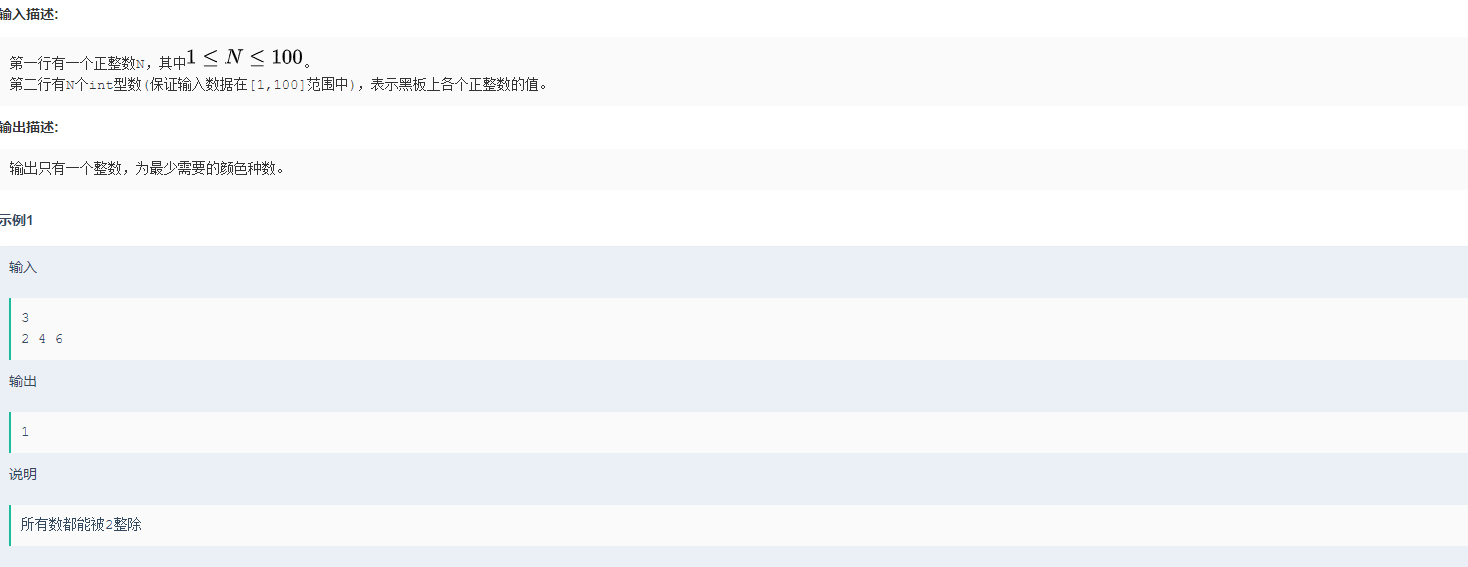 输入描述:
第一行有一个正整数N，其中1 ≤ N ≤ 100。
第二行有N个int型数(保证输入数据在[1,100]范围中)，表示黑板上各个正整数的值。
输出描述:
输出只有一个整数，为最少需要的颜色种数。
示例1
输入
3
2 4 6
输出
1
说明
所有数都能被2整除